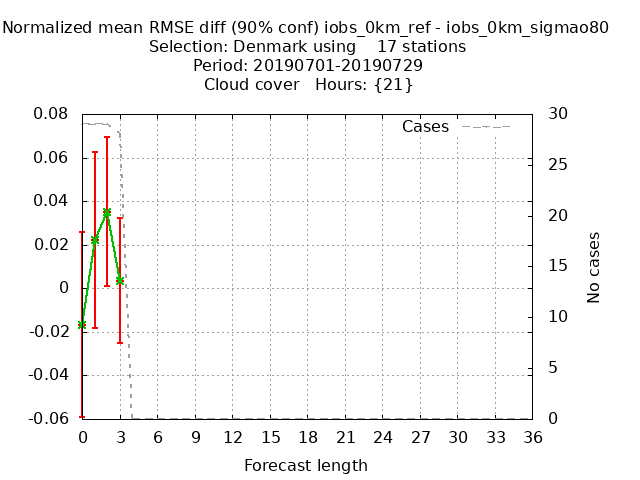 Normalized mean RMSE diff (90% conf) iobs_0km_ref - iobs_0km_sigmao80
Selection: Denmark using 17 stations
Period: 20190701-20190729
Cloud cover Hours: {21}
Cases
0.08
0.06
0.04
0.02
0
-0.02
-0.04
-0.06
30
25
20
15
10
5
0
No cases
0 3 6 9 12 15 18 21 24 27 30 33 36
Forecast length